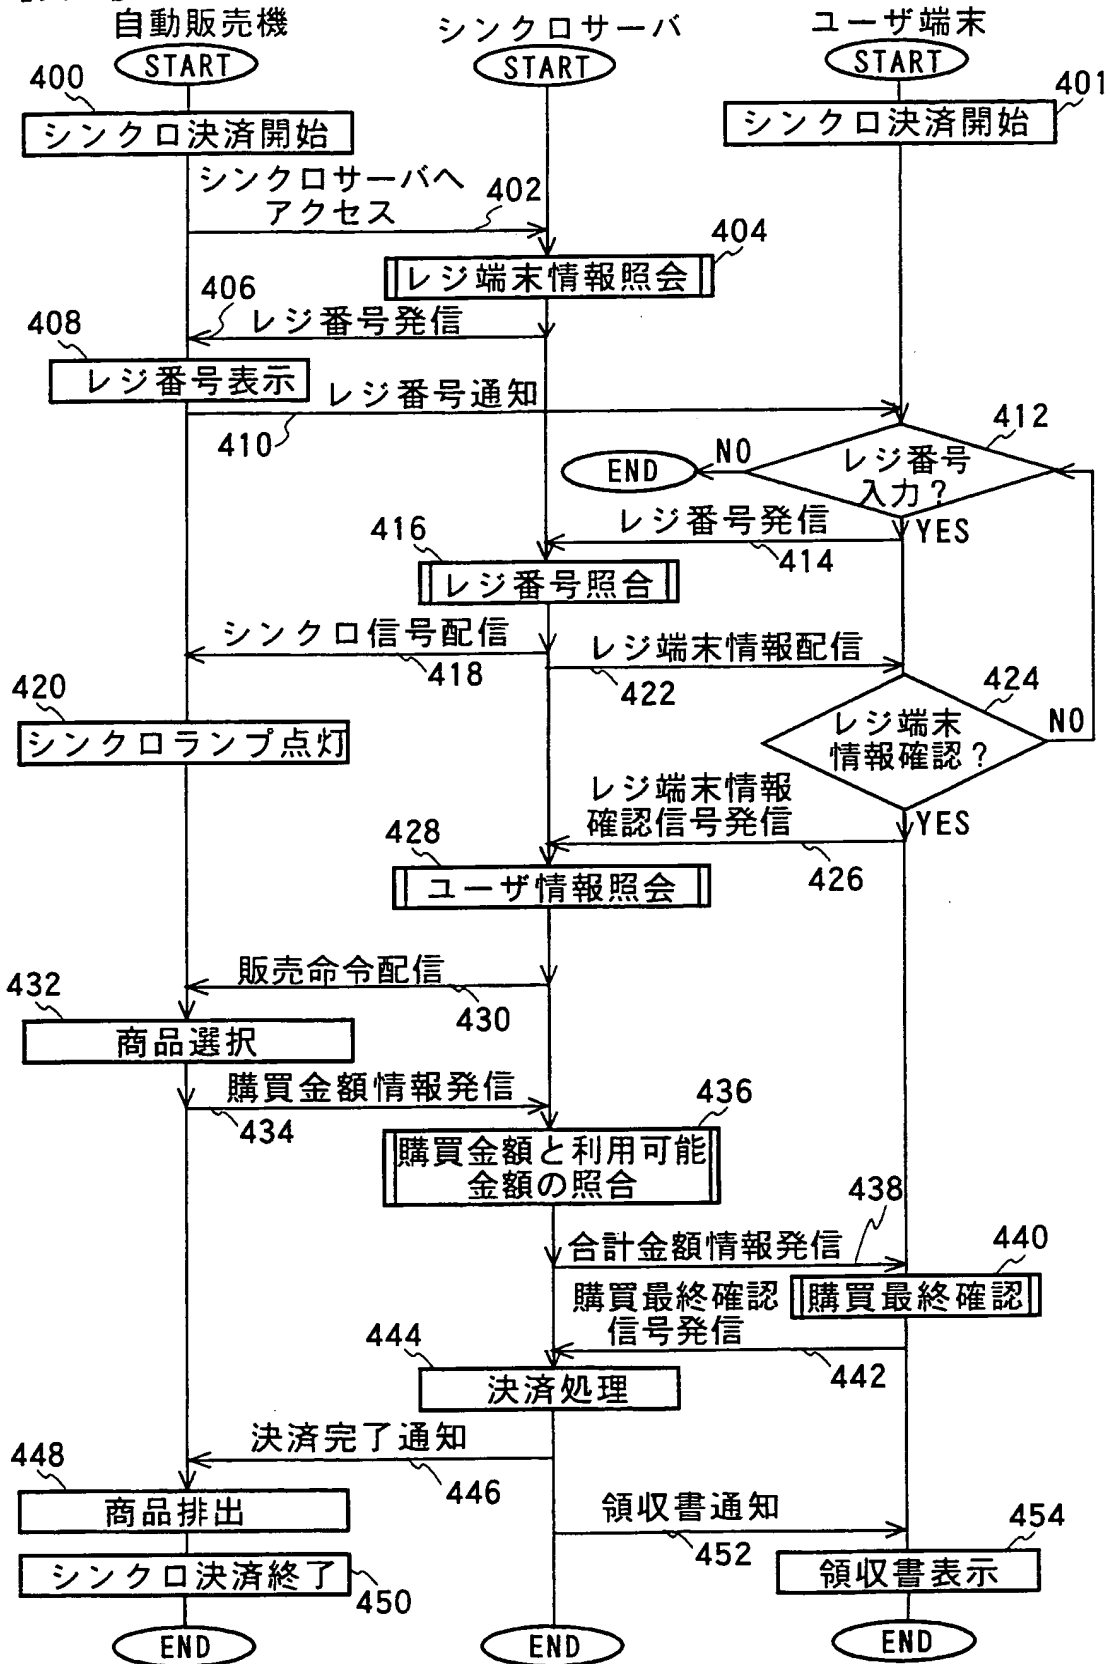 自動販売機
シンクロサーバ
ユーザ端末
START
START
START
400
401
シンクロ決済開始
シンクロ決済開始
シンクロサーバへ
アクセス
402
404
レジ端末情報照会
406
レジ番号発信
408
レジ番号表示
レジ番号通知
410
412
NO
END
レジ番号
入力?
YES
レジ番号発信
414
416
レジ番号照合
シンクロ信号配信
418
レジ端末情報配信
422
420
シンクロランプ点灯
424
NO
レジ端末
情報確認?
YES
レジ端末情報
確認信号発信
426
428
ユーザ情報照会
販売命令配信
430
432
商品選択
購買金額情報発信
434
436
購買金額と利用可能
金額の照合
438
合計金額情報発信
440
購買最終確認
購買最終確認
信号発信
442
444
決済処理
決済完了通知
446
448
商品排出
領収書通知
452
454
シンクロ決済終了
450
領収書表示
END
END
END